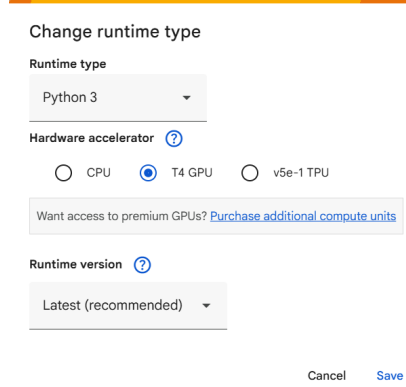 Change runtime type
Runtime type
Python 3
Hardware accelerator
CPU T4 GPU v5e-1 TPU
Want access to premium GPUs? Purchase additional compute units
Runtime version
Latest (recommended)
Cancel Save